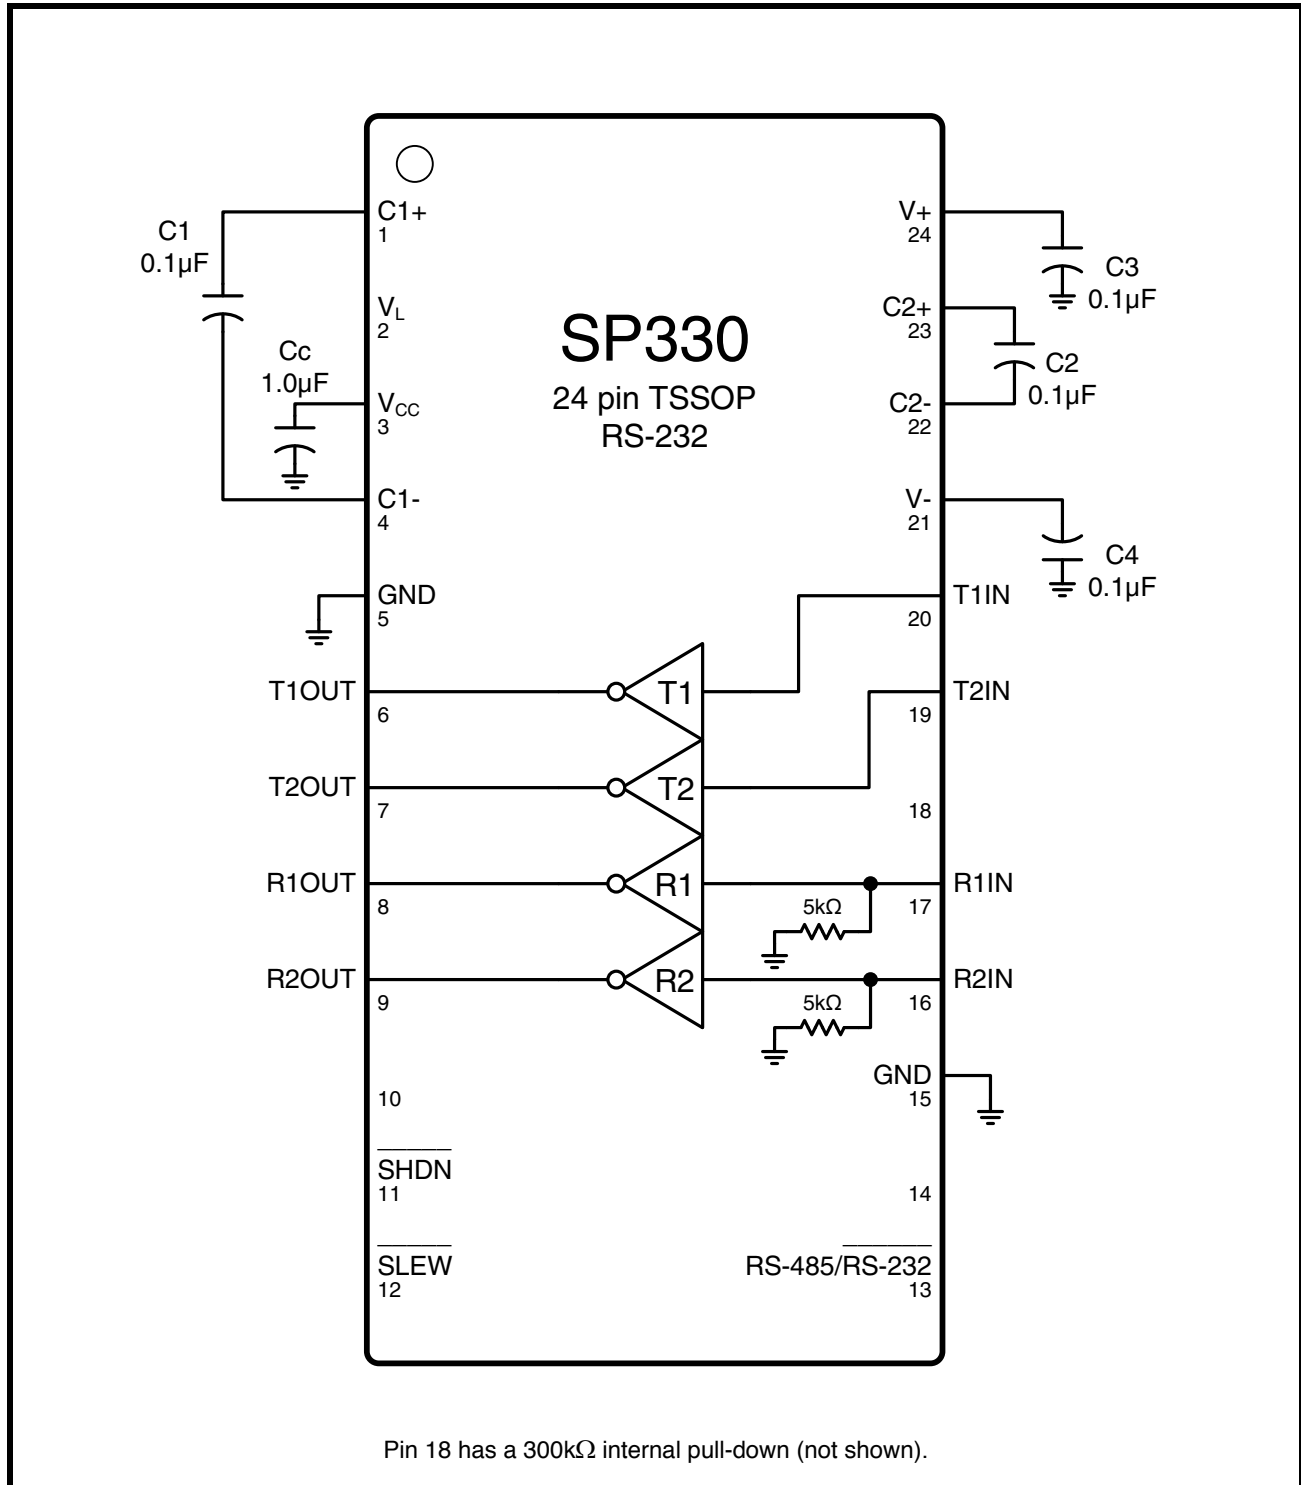 C1+
1
V+
24
C1
0.1µF
C3
0.1µF
VL
2
C2+
23
SP330
24 pin TSSOP
RS-232
Cc
1.0µF
C2
0.1µF
VCC
3
C2-
22
C1-
4
V-
21
C4
0.1µF
GND
5
T1IN
20
T1OUT
6
T1
T2IN
19
T2OUT
7
T2
18
R1OUT
8
R1
R1IN
17
5kΩ
R2OUT
9
R2
R2IN
16
5kΩ
10
GND
15
SHDN
11
14
SLEW
12
RS-485/RS-232
13
Pin 18 has a 300kΩ internal pull-down (not shown).